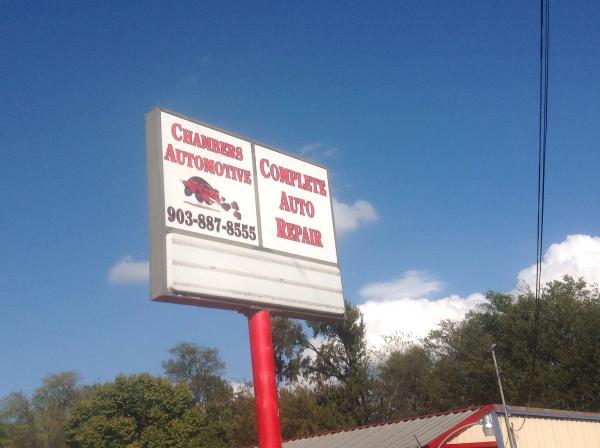 Chambers
Automotive
903-887-8555
Complete
Auto
Repair